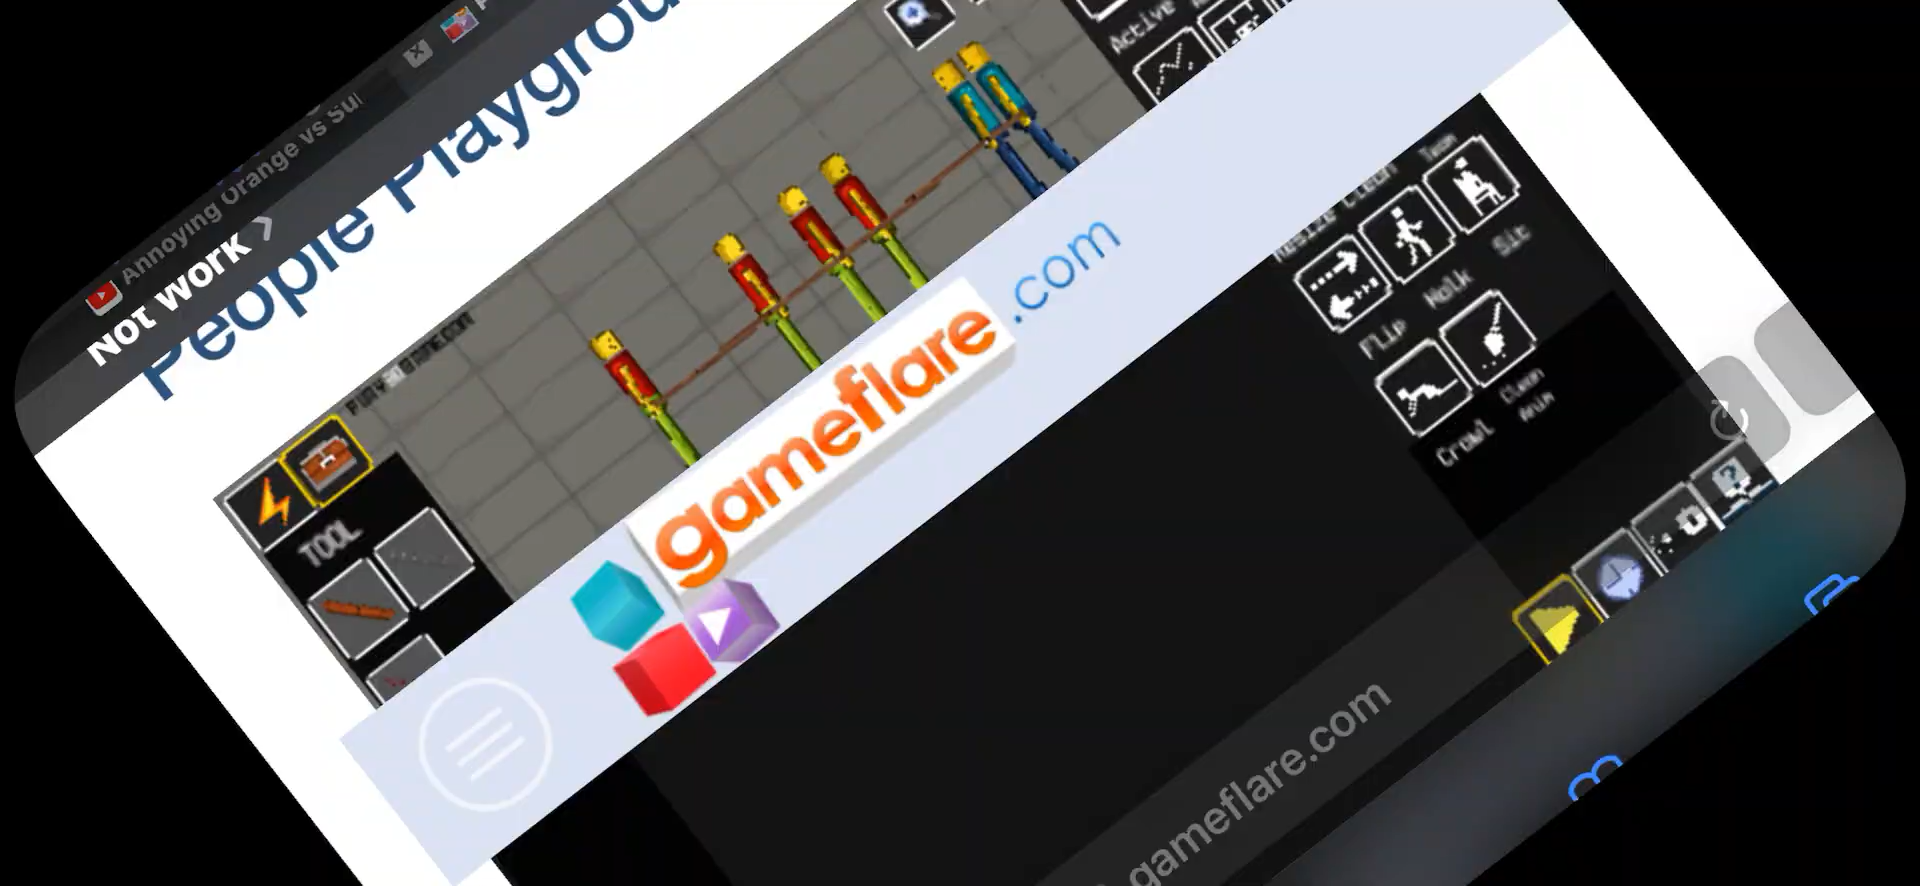 Annoying Orange vs Su
Not work >
People Playgrou
Active
TOOL
gameflare.com
Resize Clean Team
Flip Walk Sit
Crawl Clean
Anim
gameflare.com